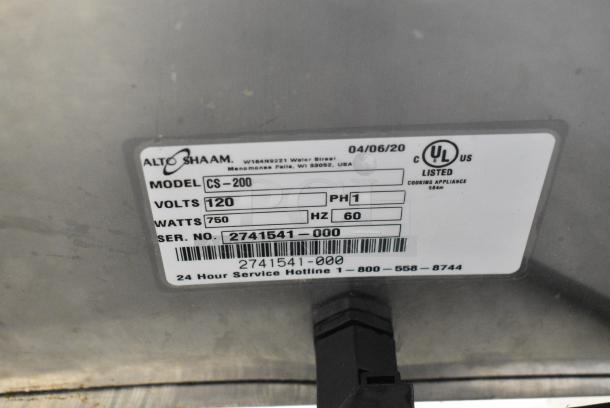 ALTO SHAAM. W164N9221 Water Street 04/06/20
Menomonee Falls, WI 53052, USA
C UL US
LISTED
COOKING APPLIANCE
MODEL CS-200
VOLTS 120 PH 1
WATTS 750 HZ 60
SER. NO. 2741541-000
2741541-000
24 Hour Service Hotline 1-800-558-8744